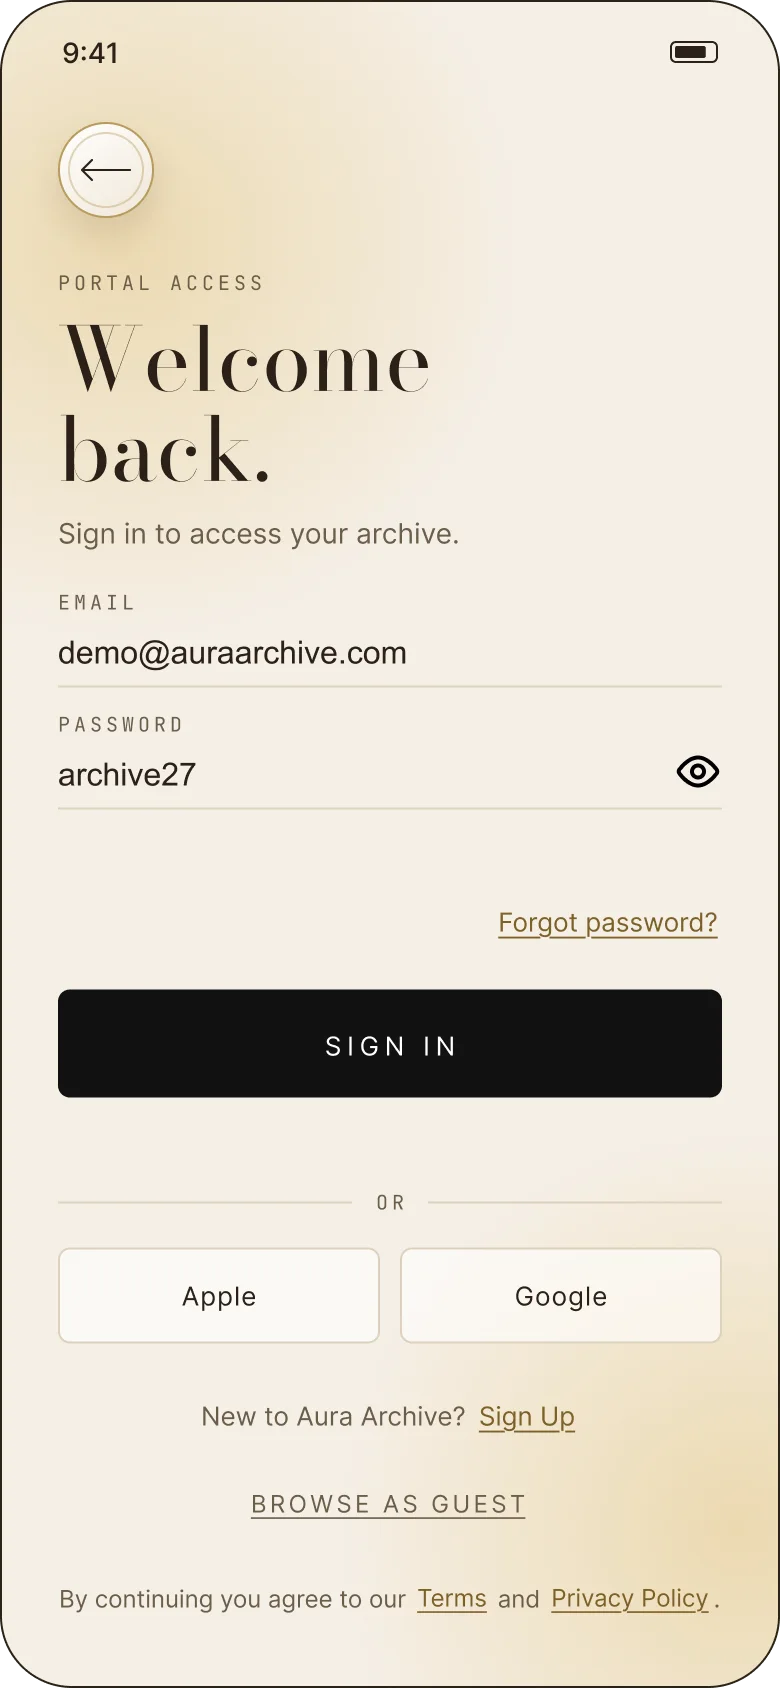 9:41
PORTAL ACCESS
Welcome
back.
Sign in to access your archive.
EMAIL
demo@auraarchive.com
PASSWORD
archive27
Forgot password?
SIGN IN
OR
Apple Google
New to Aura Archive? Sign Up
BROWSE AS GUEST
By continuing you agree to our Terms and Privacy Policy.